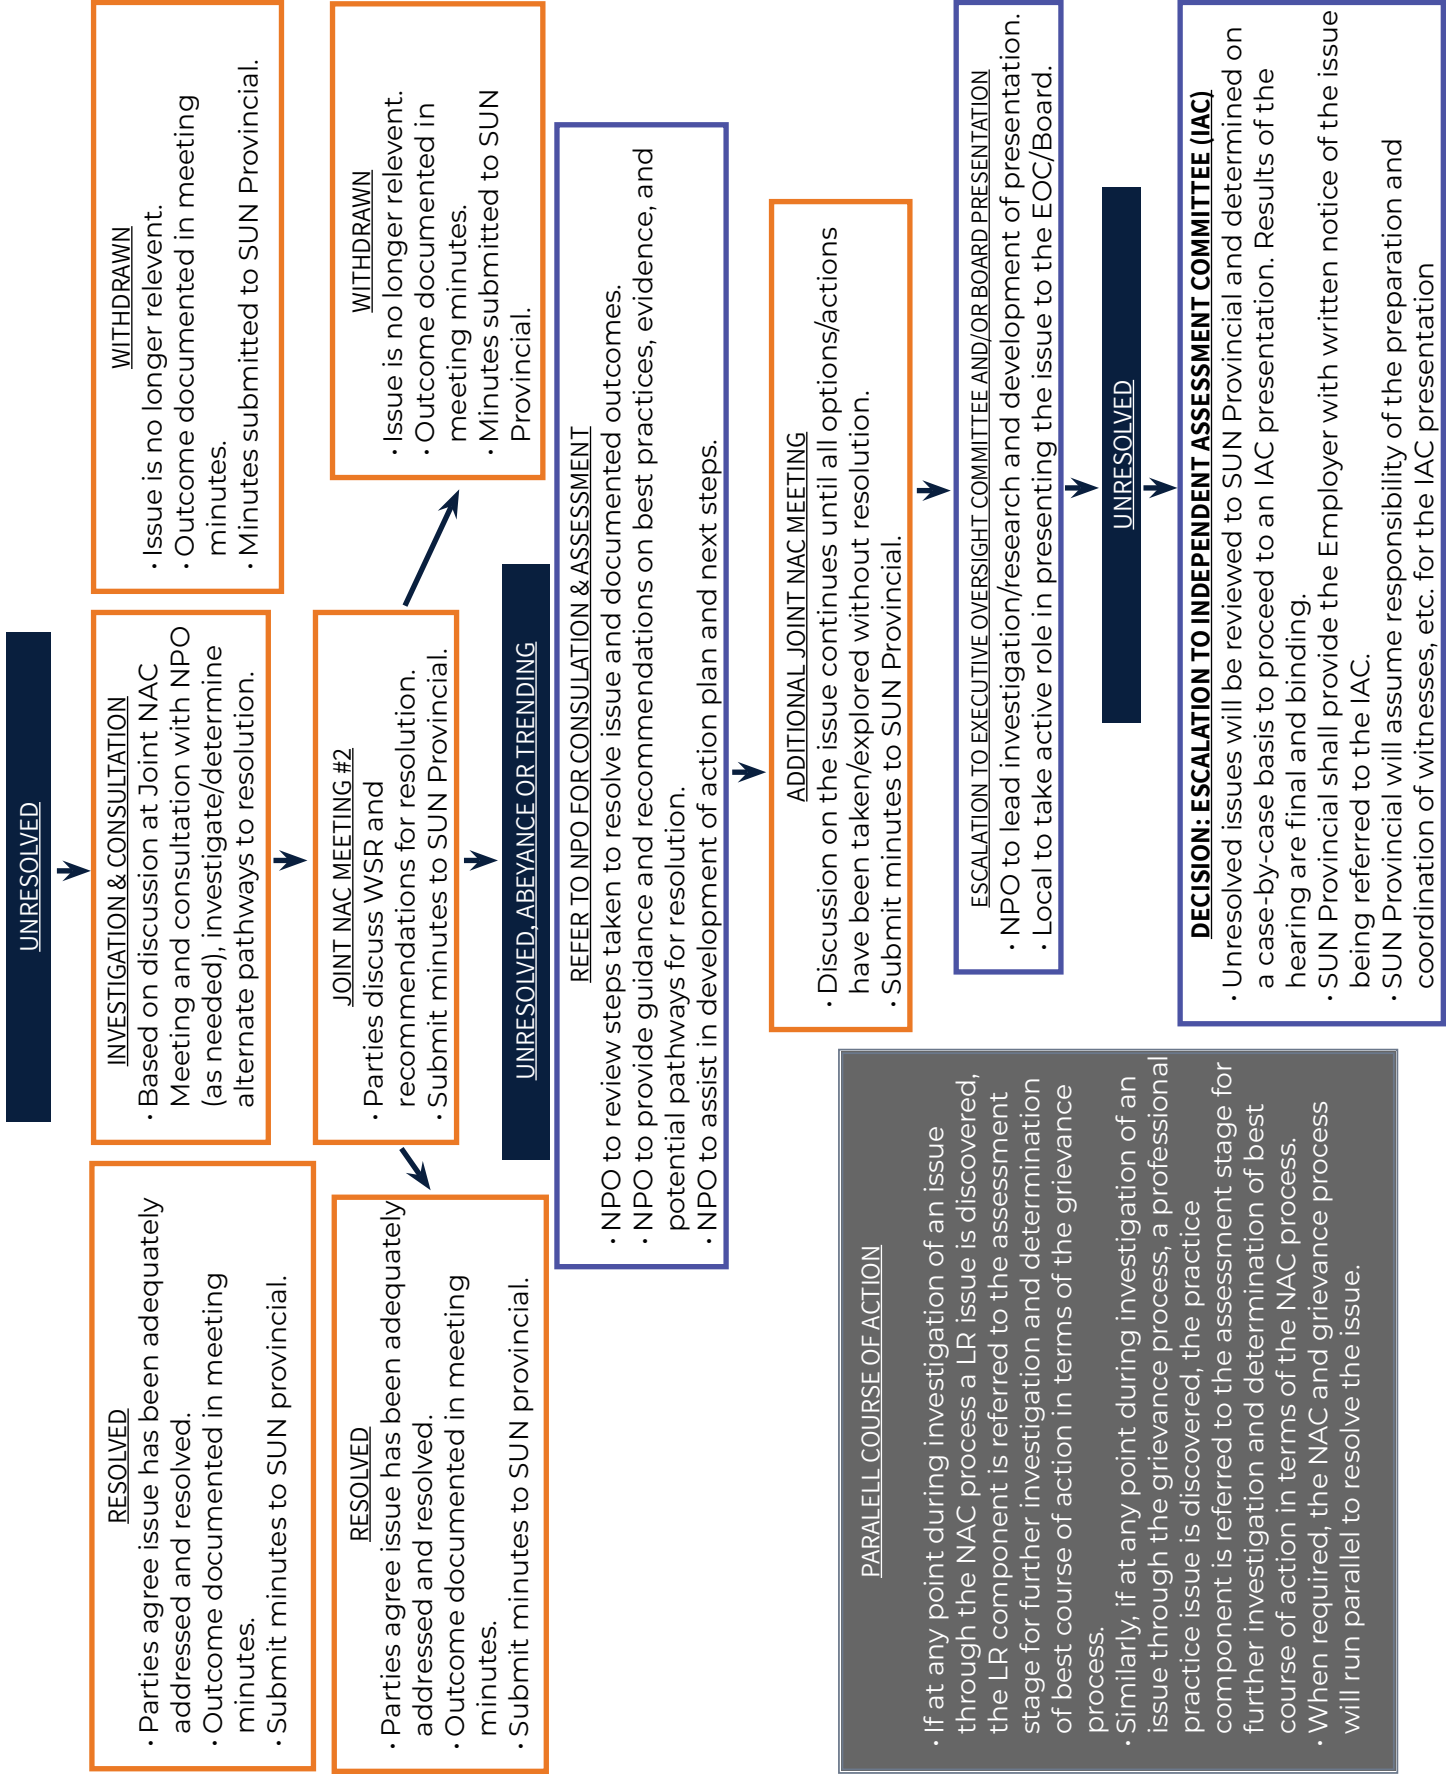 UNRESOLVED
RESOLVED
· Parties agree issue has been adequately
addressed and resolved.
· Outcome documented in meeting
minutes.
· Submit minutes to SUN provincial.
INVESTIGATION & CONSULTATION
· Based on discussion at Joint NAC
Meeting and consultation with NPO
(as needed), investigate/determine
alternate pathways to resolution.
WITHDRAWN
· Issue is no longer relevent.
· Outcome documented in meeting
minutes.
· Minutes submitted to SUN Provincial.
RESOLVED
· Parties agree issue has been adequately
addressed and resolved.
· Outcome documented in meeting
minutes.
· Submit minutes to SUN provincial.
JOINT NAC MEETING #2
· Parties discuss WSR and
recommendations for resolution.
· Submit minutes to SUN Provincial.
WITHDRAWN
· Issue is no longer relevent.
· Outcome documented in
meeting minutes.
· Minutes submitted to SUN
Provincial.
UNRESOLVED, ABEYANCE OR TRENDING
REFER TO NPO FOR CONSULATION & ASSESSMENT
· NPO to review steps taken to resolve issue and documented outcomes.
· NPO to provide guidance and recommendations on best practices, evidence, and
potential pathways for resolution.
· NPO to assist in development of action plan and next steps.
ADDITIONAL JOINT NAC MEETING
· Discussion on the issue continues until all options/actions
have been taken/explored without resolution.
· Submit minutes to SUN Provincial.
ESCALATION TO EXECUTIVE OVERSIGHT COMMITTEE AND/OR BOARD PRESENTATION
· NPO to lead investigation/research and development of presentation.
· Local to take active role in presenting the issue to the EOC/Board.
UNRESOLVED
DECISION: ESCALATION TO INDEPENDENT ASSESSMENT COMMITTEE (IAC)
· Unresolved issues will be reviewed to SUN Provincial and determined on
a case-by-case basis to proceed to an IAC presentation. Results of the
hearing are final and binding.
· SUN Provincial shall provide the Employer with written notice of the issue
being referred to the IAC.
· SUN Provincial will assume responsibility of the preparation and
coordination of witnesses, etc. for the IAC presentation
PARALELL COURSE OF ACTION
· If at any point during investigation of an issue
through the NAC process a LR issue is discovered,
the LR component is referred to the assessment
stage for further investigation and determination
of best course of action in terms of the grievance
process.
· Similarly, if at any point during investigation of an
issue through the grievance process, a professional
practice issue is discovered, the practice
component is referred to the assessment stage for
further investigation and determination of best
course of action in terms of the NAC process.
· When required, the NAC and grievance process
will run parallel to resolve the issue.